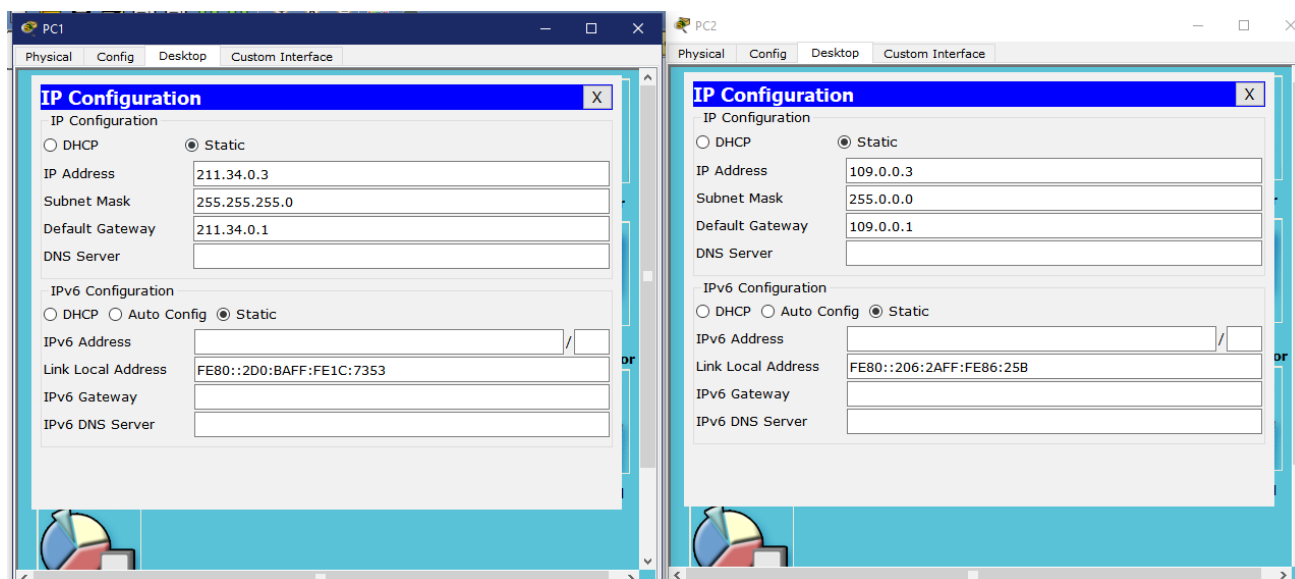 PC1
Physical Config Desktop Custom Interface
IP Configuration X
IP Configuration
DHCP Static
IP Address 211.34.0.3
Subnet Mask 255.255.255.0
Default Gateway 211.34.0.1
DNS Server
IPv6 Configuration
DHCP Auto Config Static
IPv6 Address /
Link Local Address FE80::2D0:BAFF:FE1C:7353
IPv6 Gateway
IPv6 DNS Server
or
PC2
Physical Config Desktop Custom Interface
IP Configuration X
IP Configuration
DHCP Static
IP Address 109.0.0.3
Subnet Mask 255.0.0.0
Default Gateway 109.0.0.1
DNS Server
IPv6 Configuration
DHCP Auto Config Static
IPv6 Address /
Link Local Address FE80::206:2AFF:FE86:25B
IPv6 Gateway
IPv6 DNS Server
or